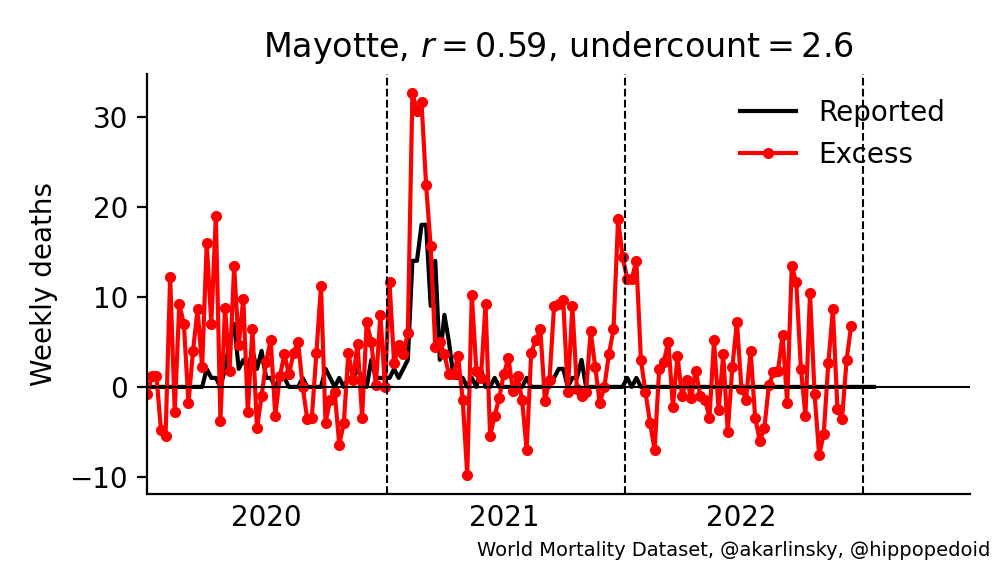 Mayotte, r = 0.59, undercount = 2.6
Reported
Excess
Weekly deaths
30
20
10
0
−10
2020 2021 2022
World Mortality Dataset, @akarlinsky, @hippopedoid